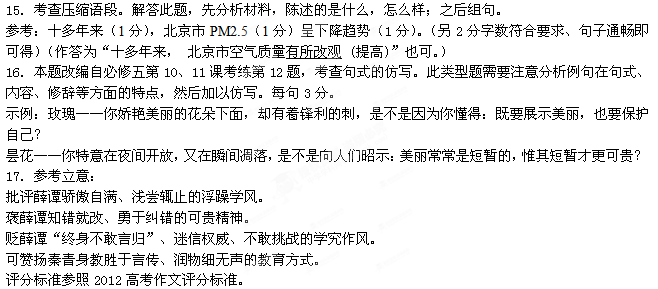 15．考查压缩语段。解答此题，先分析材料，陈述的是什么，怎么样；之后组句。
参考：十多年来（1分），北京市 PM2.5（1 分）呈下降趋势（1 分）。（另 2 分字数符合要求、句子通畅即
可得）（作答为“十多年来， 北京市空气质量有所改观（提高）”也可。）
16．本题改编自必修五第 10、11 课考练第 12 题，考查句式的仿写。此类型题需要注意分析例句在句式、
内容、修辞等方面的特点，然后加以仿写。每句 3 分。
示例：玫瑰——你娇艳美丽的花朵下面，却有着锋利的刺，是不是因为你懂得：既要展示美丽，也要保护
自己？
昙花——你特意在夜间开放，又在瞬间凋落，是不是向人们昭示：美丽常常是短暂的，惟其短暂才更可贵？
17．参考立意：
批评薛谭骄傲自满、浅尝辄止的浮躁学风。
褒薛谭知错就改、勇于纠错的可贵精神。
贬薛谭“终身不敢言归”、迷信权威、不敢挑战的学究作风。
可赞扬秦青身教胜于言传、润物细无声的教育方式。
评分标准参照 2012 高考作文评分标准。